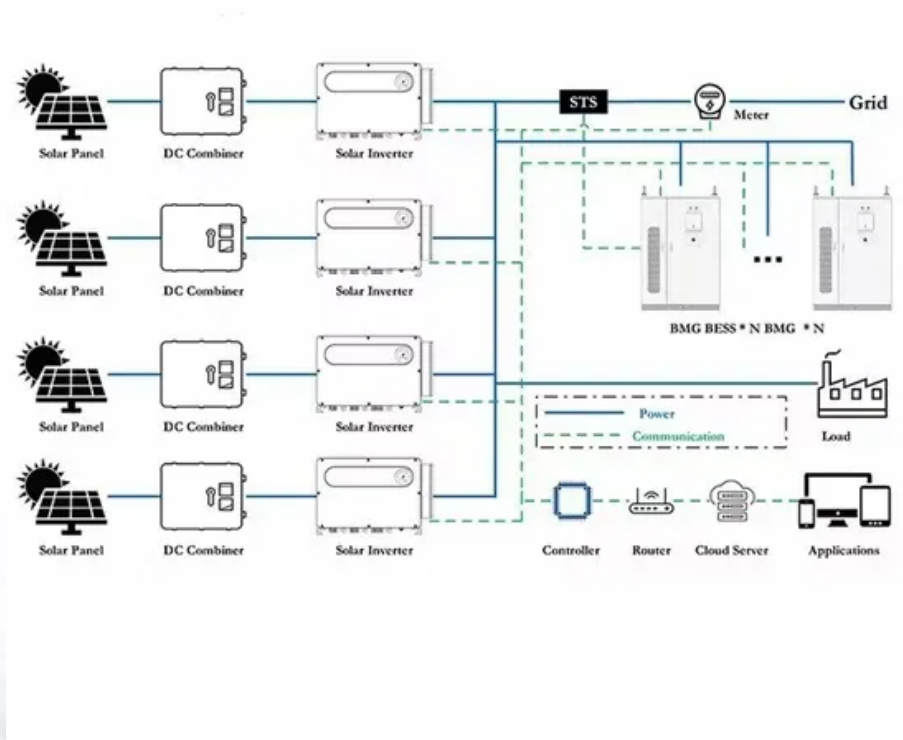 STS
Grid
Meter
Solar Panel DC Combiner Solar Inverter
Solar Panel DC Combiner Solar Inverter
BMG BESS * N BMG * N
Power
Solar Panel DC Combiner Solar Inverter
Communication
Load
Solar Panel DC Combiner Solar Inverter
Controller Router Cloud Server Applications